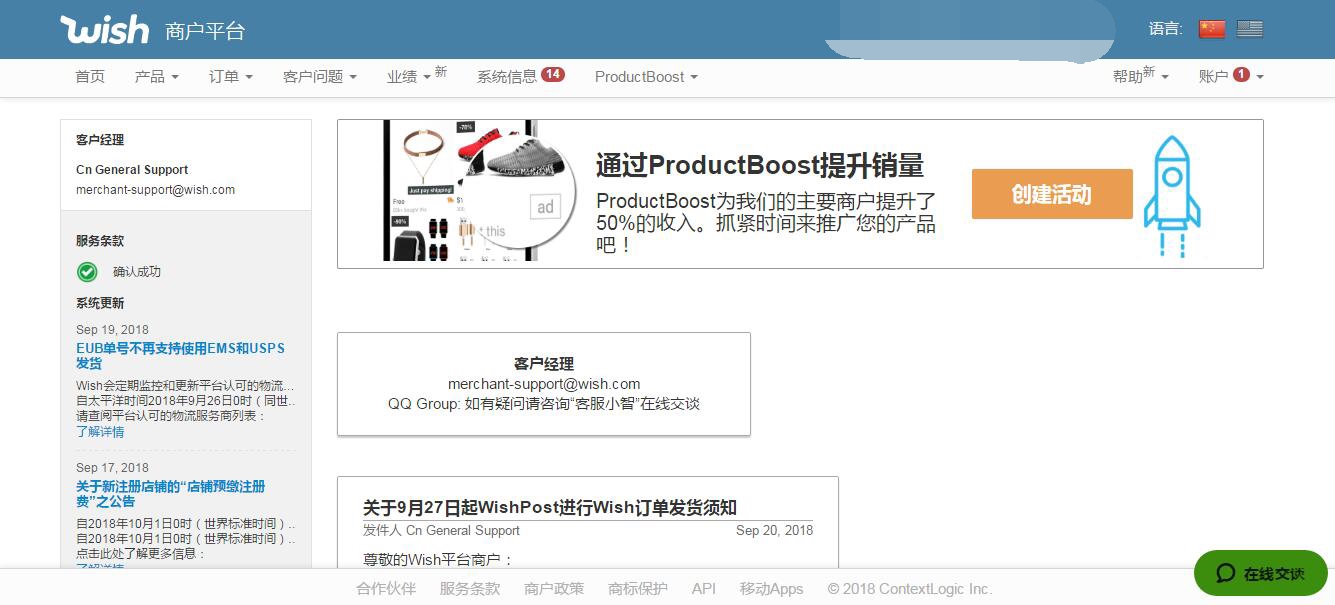 wish 商户平台
语言:
首页 产品 订单 客户问题 业绩 新 系统信息 14 ProductBoost 帮助 新 账户 1
客户经理
Cn General Support
merchant-support@wish.com
服务条款
确认成功
系统更新
Sep 19, 2018
EUB单号不再支持使用EMS和USPS
发货
Wish会定期监控和更新平台认可的物流...
自太平洋时间2018年9月26日0时（同世..
请查阅平台认可的物流服务商列表：
了解详情
Sep 17, 2018
关于新注册店铺的“店铺预缴注册
费”之公告
自2018年10月1日0时（世界标准时间）..
自2018年10月1日0时（世界标准时间）..
点击此处了解更多信息：
了解详情
-78%
Just pay shipping!
Free
-90%
ad
t this
通过ProductBoost提升销量
ProductBoost为我们的主要商户提升了
50%的收入。抓紧时间来推广您的产品
吧！
创建活动
客户经理
merchant-support@wish.com
QQ Group: 如有疑问请咨询“客服小智”在线交谈
关于9月27日起WishPost进行Wish订单发货须知
发件人 Cn General Support Sep 20, 2018
尊敬的Wish平台商户：
合作伙伴 服务条款 商户政策 商标保护 API 移动Apps © 2018 ContextLogic Inc.
在线交谈